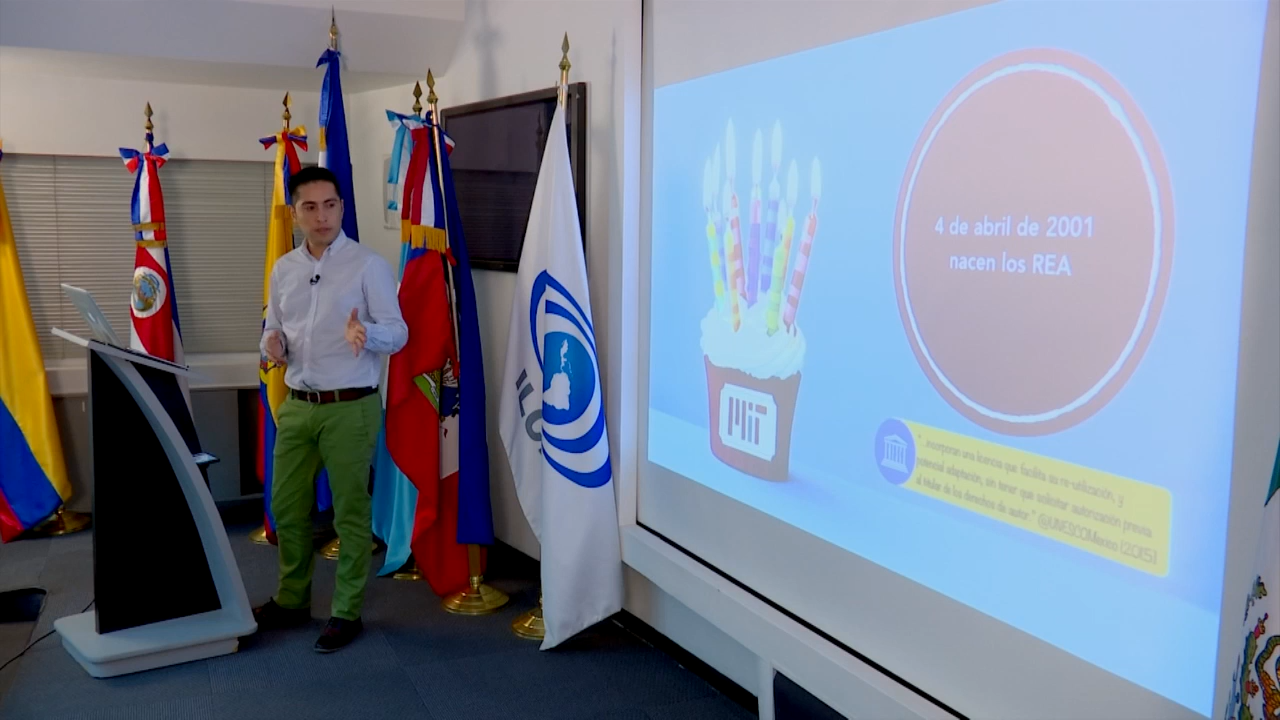 4 de abril de 2001
nacen los REA
MiT
"...incorporan una licencia que facilita su re-utilización, y
potencial adaptación, sin tener que solicitar autorización previa
al titular de los derechos de autor." @UNESCOMexico (2015)
ILC